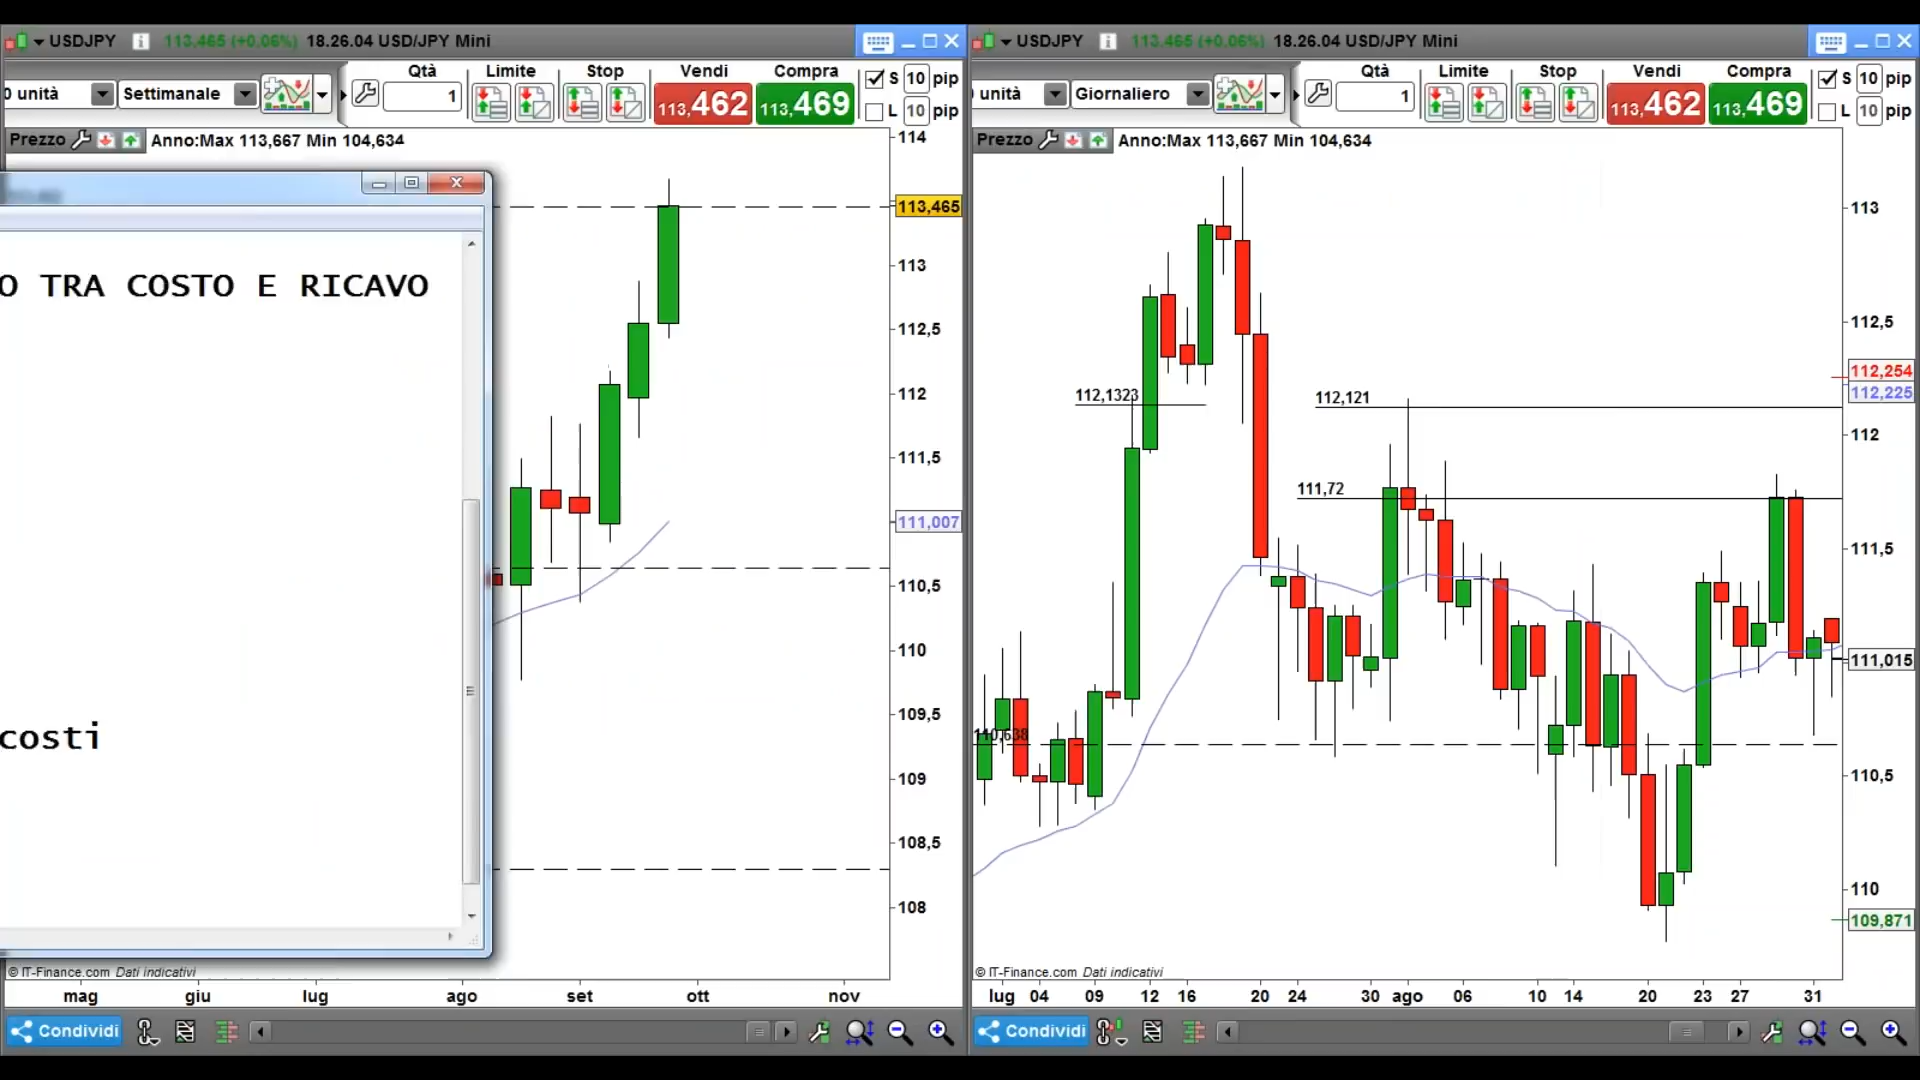 USDJPY 113,465 (+0,06%) 18.26.04 USD/JPY Mini
0 unità Settimanale Qtà 1 Limite Stop Vendi 113,462 Compra 113,469 S 10 pip
L 10 pip
Prezzo Anno:Max 113,667 Min 104,634
O TRA COSTO E RICAVO
costi
114
113,465
113
112,5
112
111,5
111,007
110,5
110
109,5
109
108,5
108
© IT-Finance.com Dati indicativi
mag giu lug ago set ott nov
Condividi
USDJPY 113,465 (+0,06%) 18.26.04 USD/JPY Mini
unità Giornaliero Qtà 1 Limite Stop Vendi 113,462 Compra 113,469 S 10 pip
L 10 pip
Prezzo Anno:Max 113,667 Min 104,634
112,1323
112,121
111,72
110,638
113
112,5
112,254
112,225
112
111,5
111,015
110,5
110
109,871
© IT-Finance.com Dati indicativi
lug 04 09 12 16 20 24 30 ago 06 10 14 20 23 27 31
Condividi